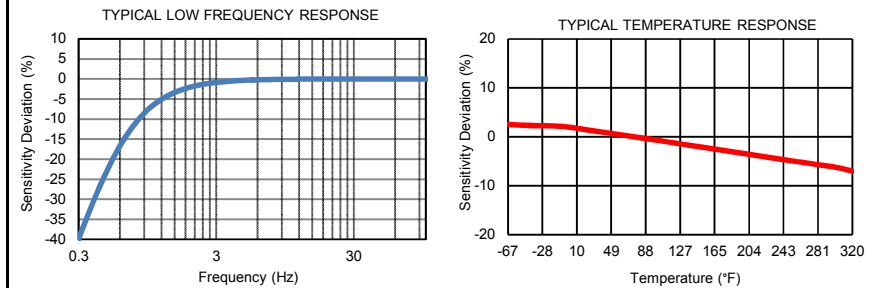 TYPICAL LOW FREQUENCY RESPONSE
10
5
0
-5
-10
-15
-20
-25
-30
-35
-40
Sensitivity Deviation (%)
0.3 3 30
Frequency (Hz)
TYPICAL TEMPERATURE RESPONSE
20
10
0
-10
-20
Sensitivity Deviation (%)
-67 -28 10 49 88 127 165 204 243 281 320
Temperature (°F)